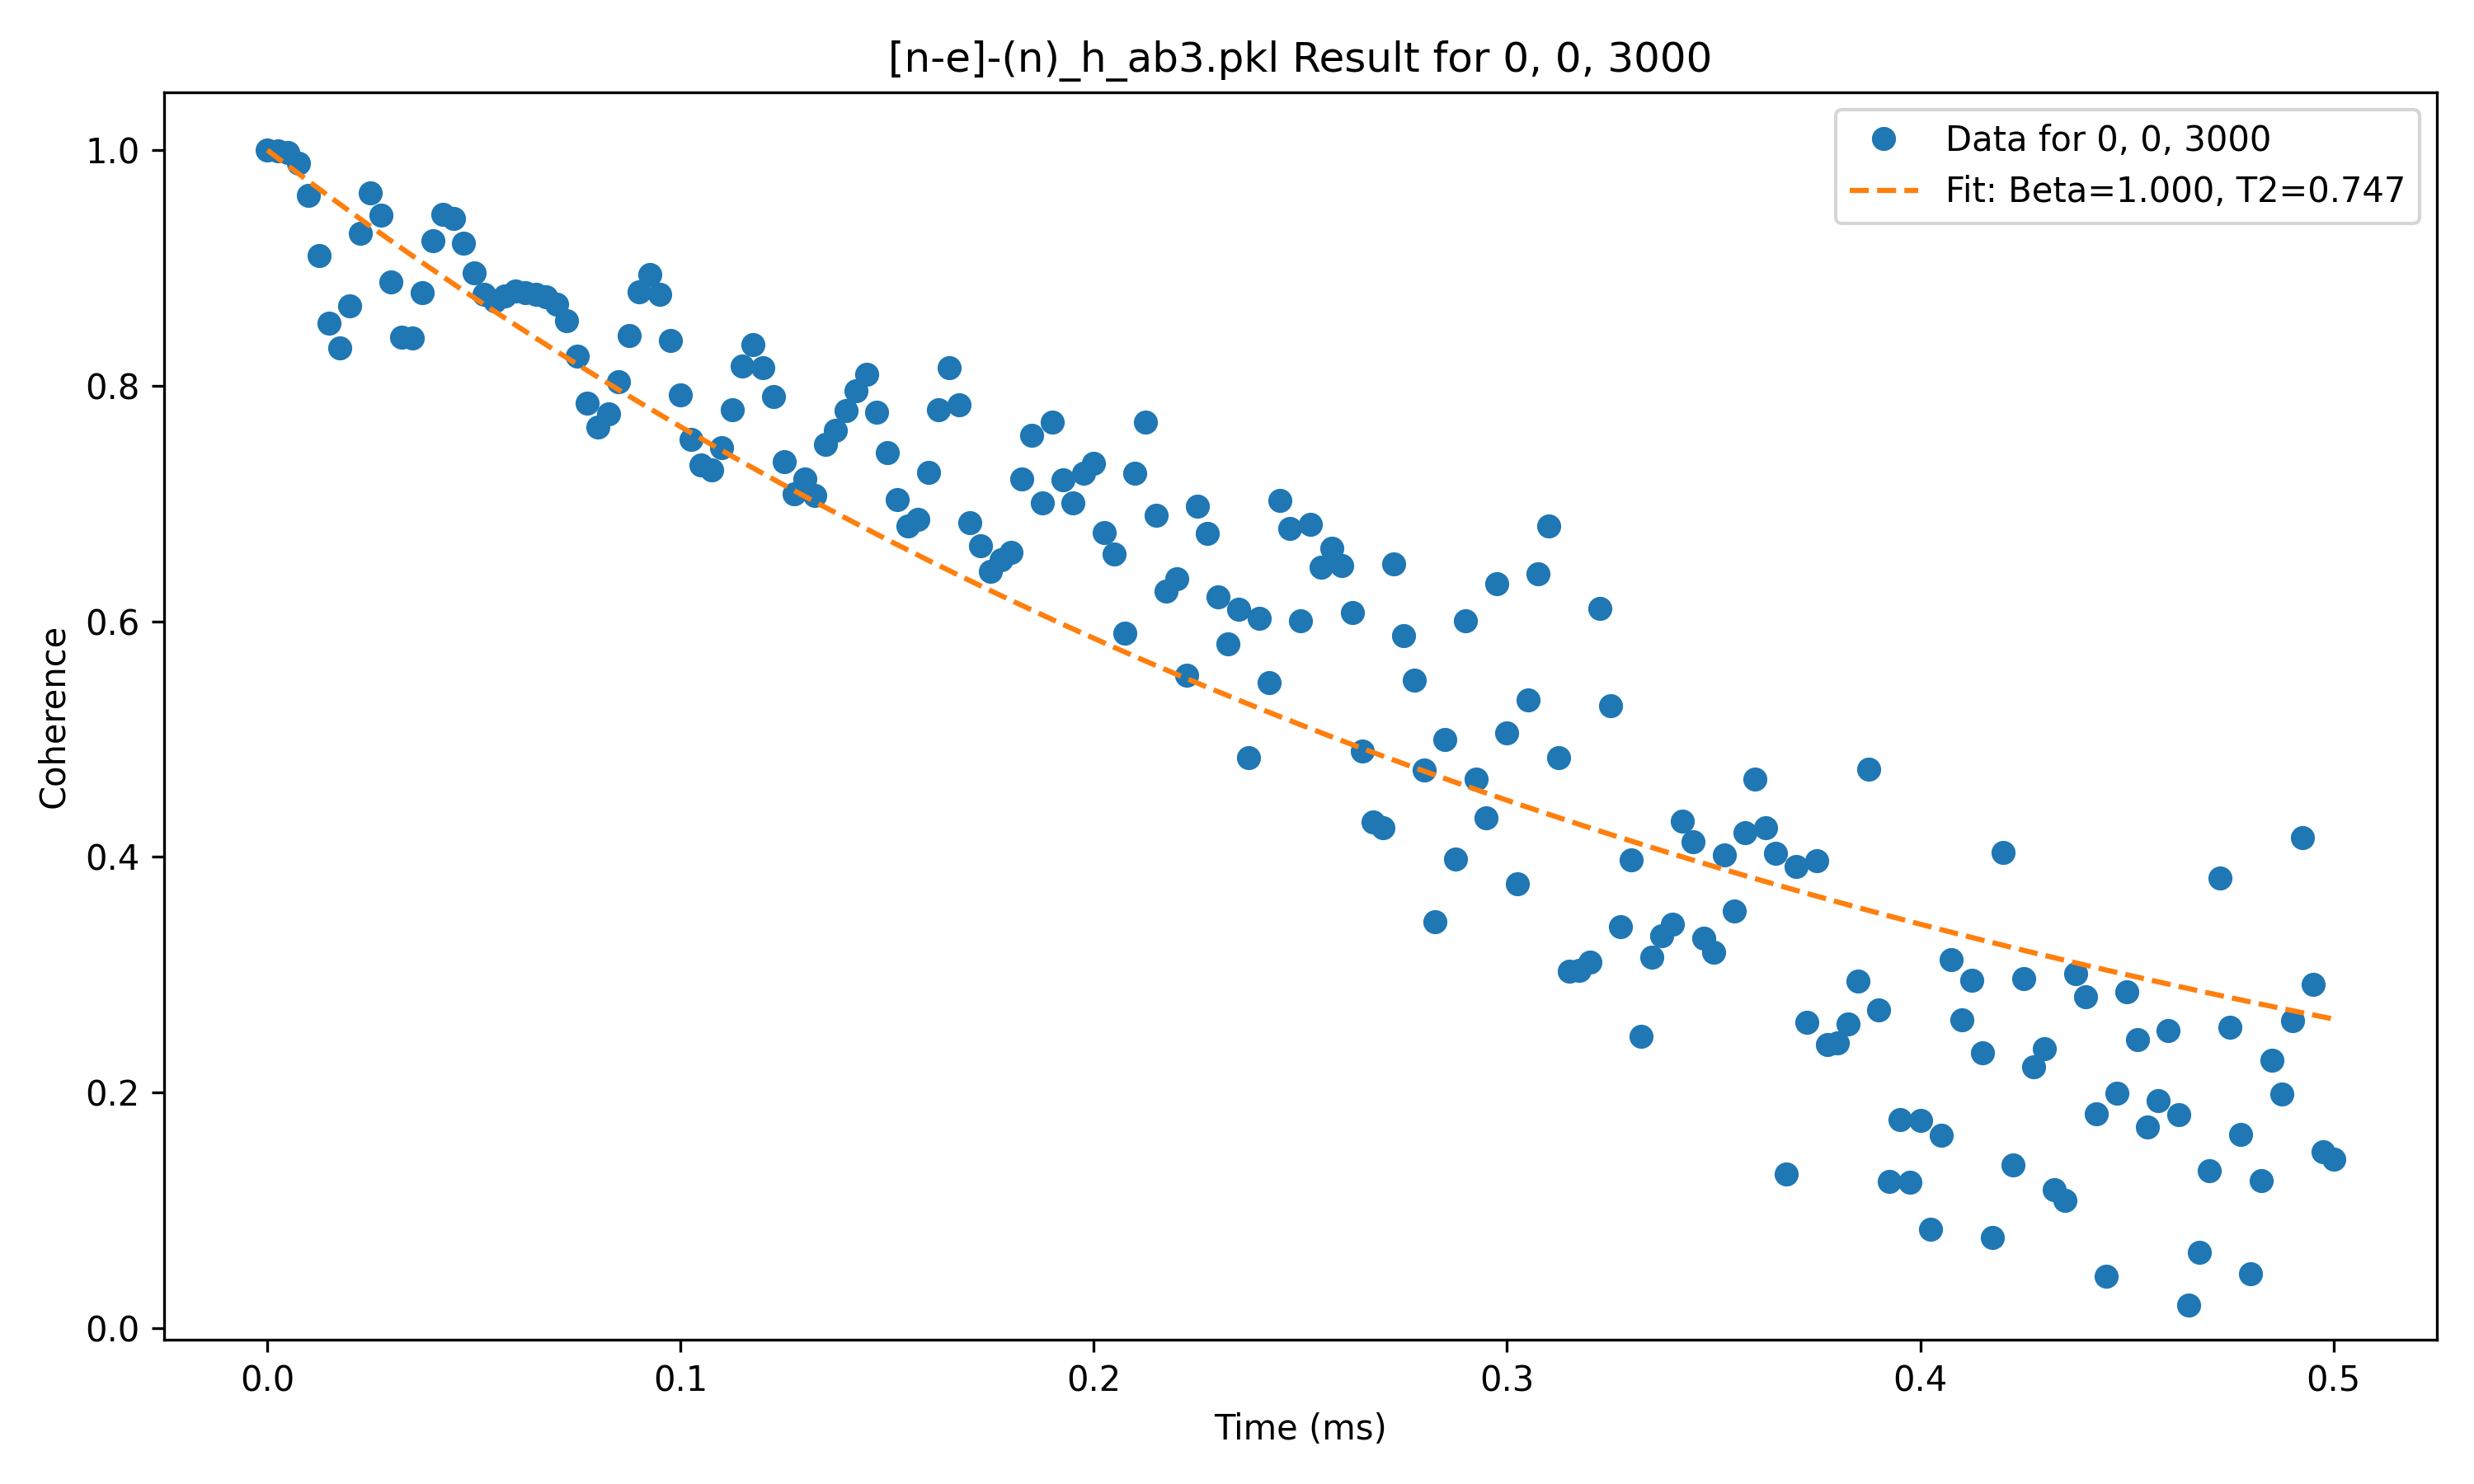 [n-e]-(n)_h_ab3.pkl Result for 0, 0, 3000
Data for 0, 0, 3000
Fit: Beta=1.000, T2=0.747
Coherence
1.0
0.8
0.6
0.4
0.2
0.0
0.0 0.1 0.2 0.3 0.4 0.5
Time (ms)